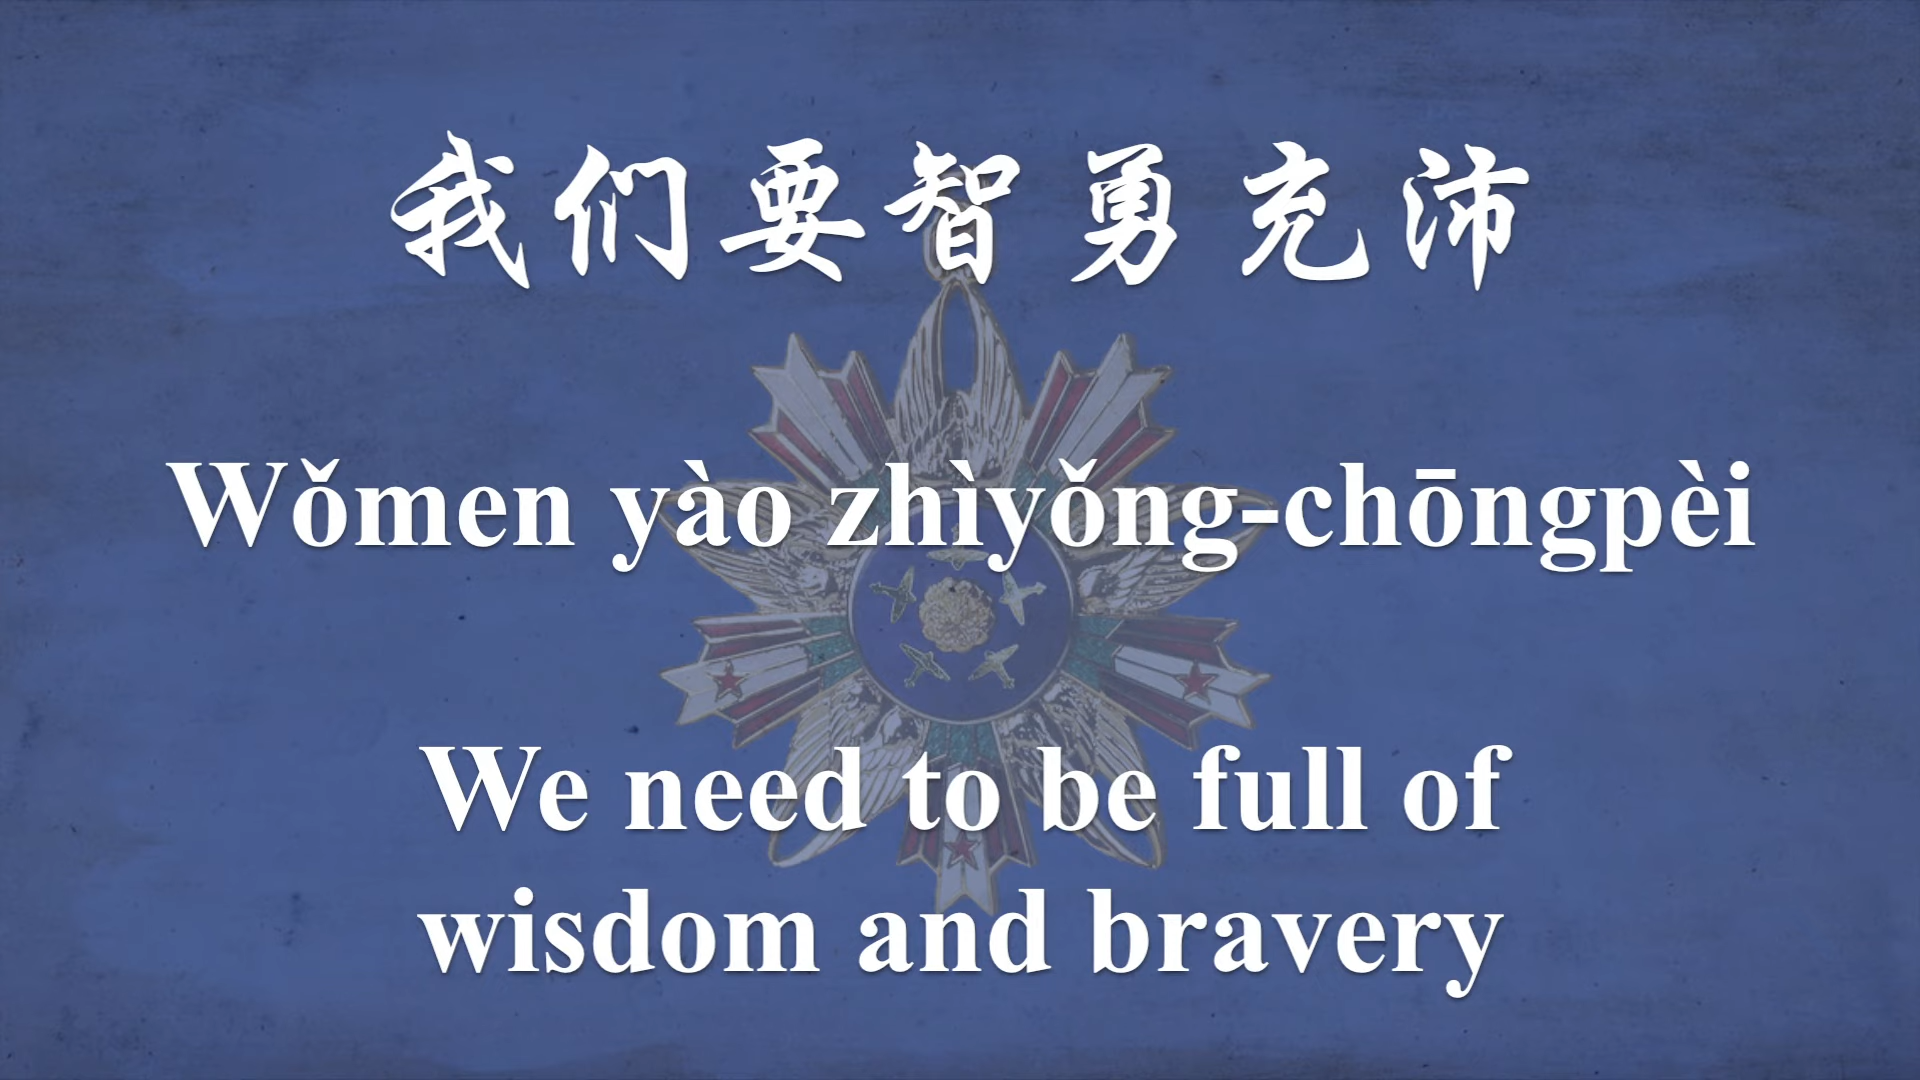 我们要智勇充沛
Wǒmen yào zhìyǒng-chōngpèi
We need to be full of
wisdom and bravery